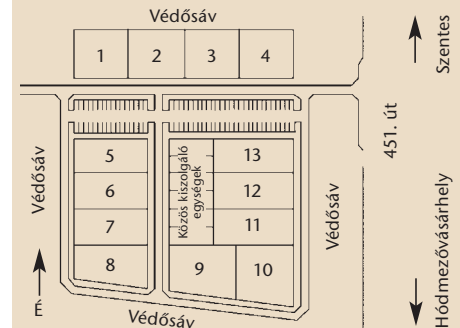 Védősáv
1 2 3 4
Szentes
451. út
Védősáv
5
6
7
8
Közös kiszolgáló
egységek
13
12
11
9
10
Védősáv
Hódmezővásárhely
É
Védősáv